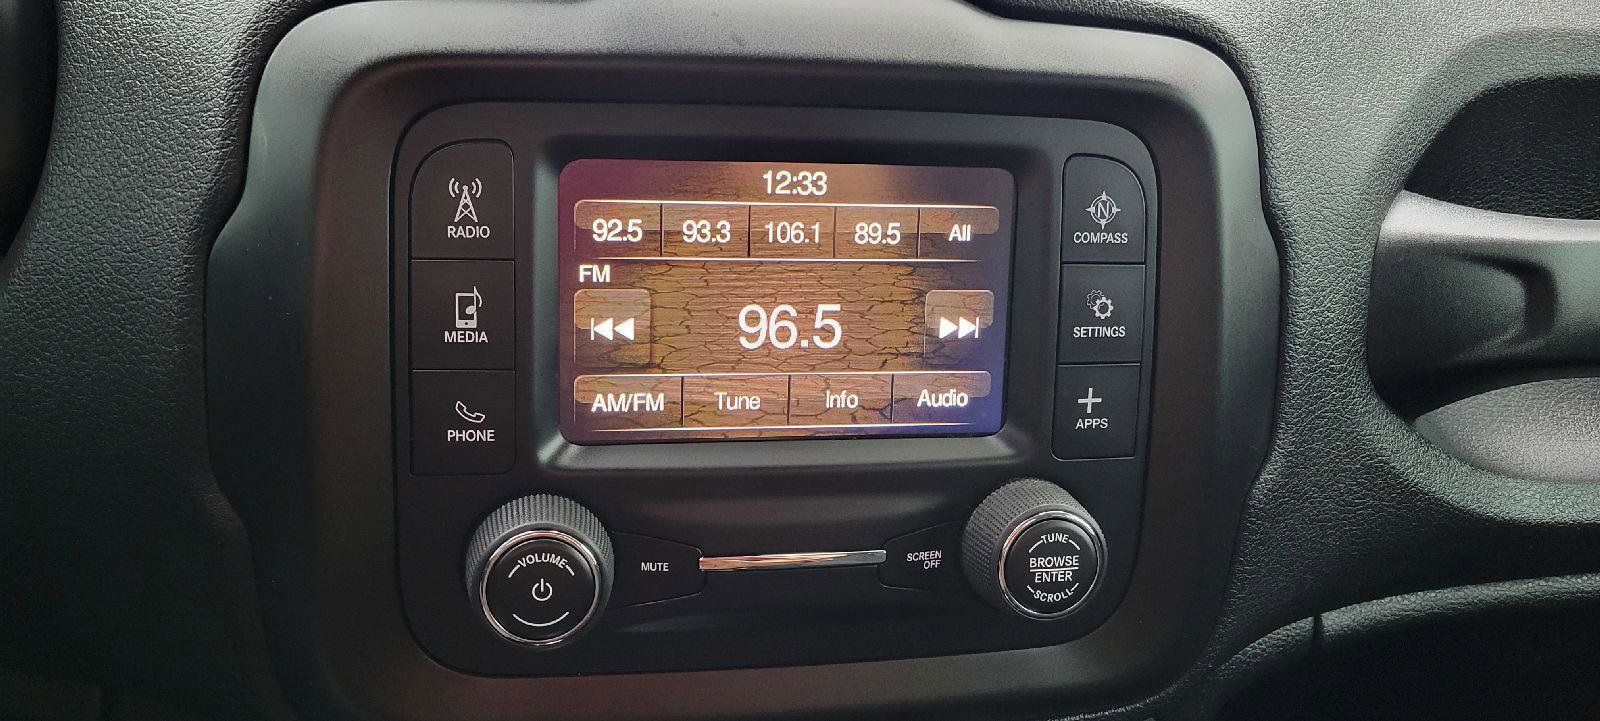 12:33
92.5 93.3 106.1 89.5 All
FM
96.5
AM/FM Tune Info Audio
RADIO
MEDIA
PHONE
N
COMPASS
SETTINGS
APPS
VOLUME
MUTE
SCREEN
OFF
TUNE
BROWSE
ENTER
SCROLL